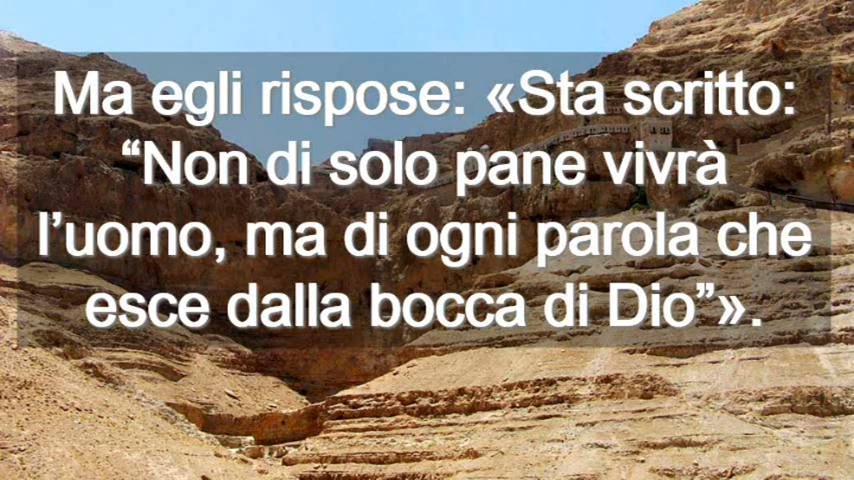 Ma egli rispose: «Sta scritto:
“Non di solo pane vivrà
l’uomo, ma di ogni parola che
esce dalla bocca di Dio”».